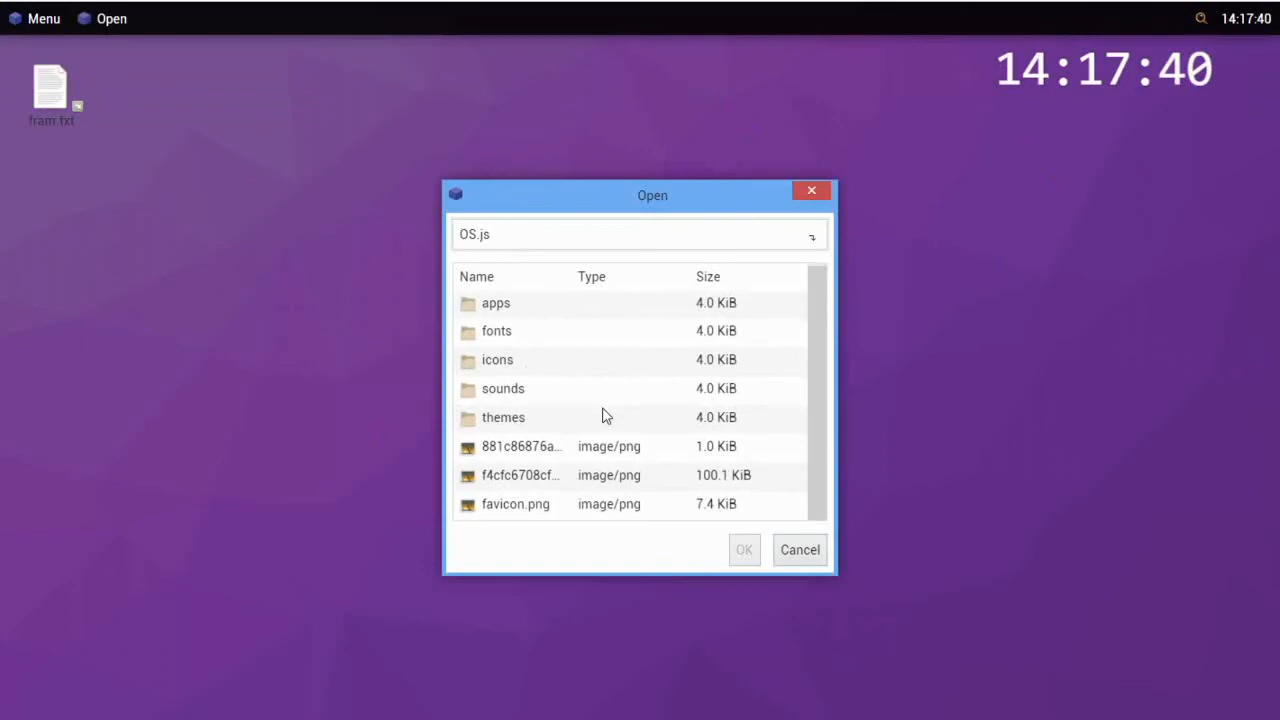 Menu Open 14:17:40
14:17:40
fram.txt
Open
OS.js
Name Type Size
apps 4.0 KiB
fonts 4.0 KiB
icons 4.0 KiB
sounds 4.0 KiB
themes 4.0 KiB
881c86876a... image/png 1.0 KiB
f4cfc6708cf... image/png 100.1 KiB
favicon.png image/png 7.4 KiB
OK Cancel